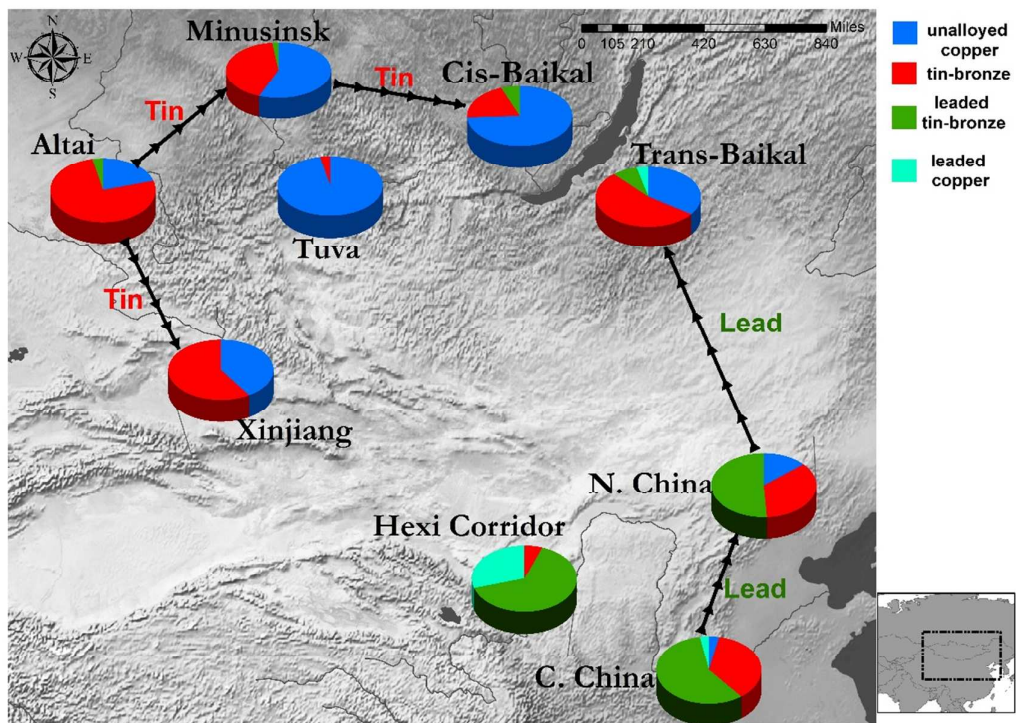 N
W E
S
Miles
0 105 210 420 630 840
unalloyed
copper
tin-bronze
leaded
tin-bronze
leaded
copper
Minusinsk
Tin
Cis-Baikal
Tin
Altai
Trans-Baikal
Tuva
Tin
Lead
Xinjiang
N. China
Hexi Corridor
Lead
C. China